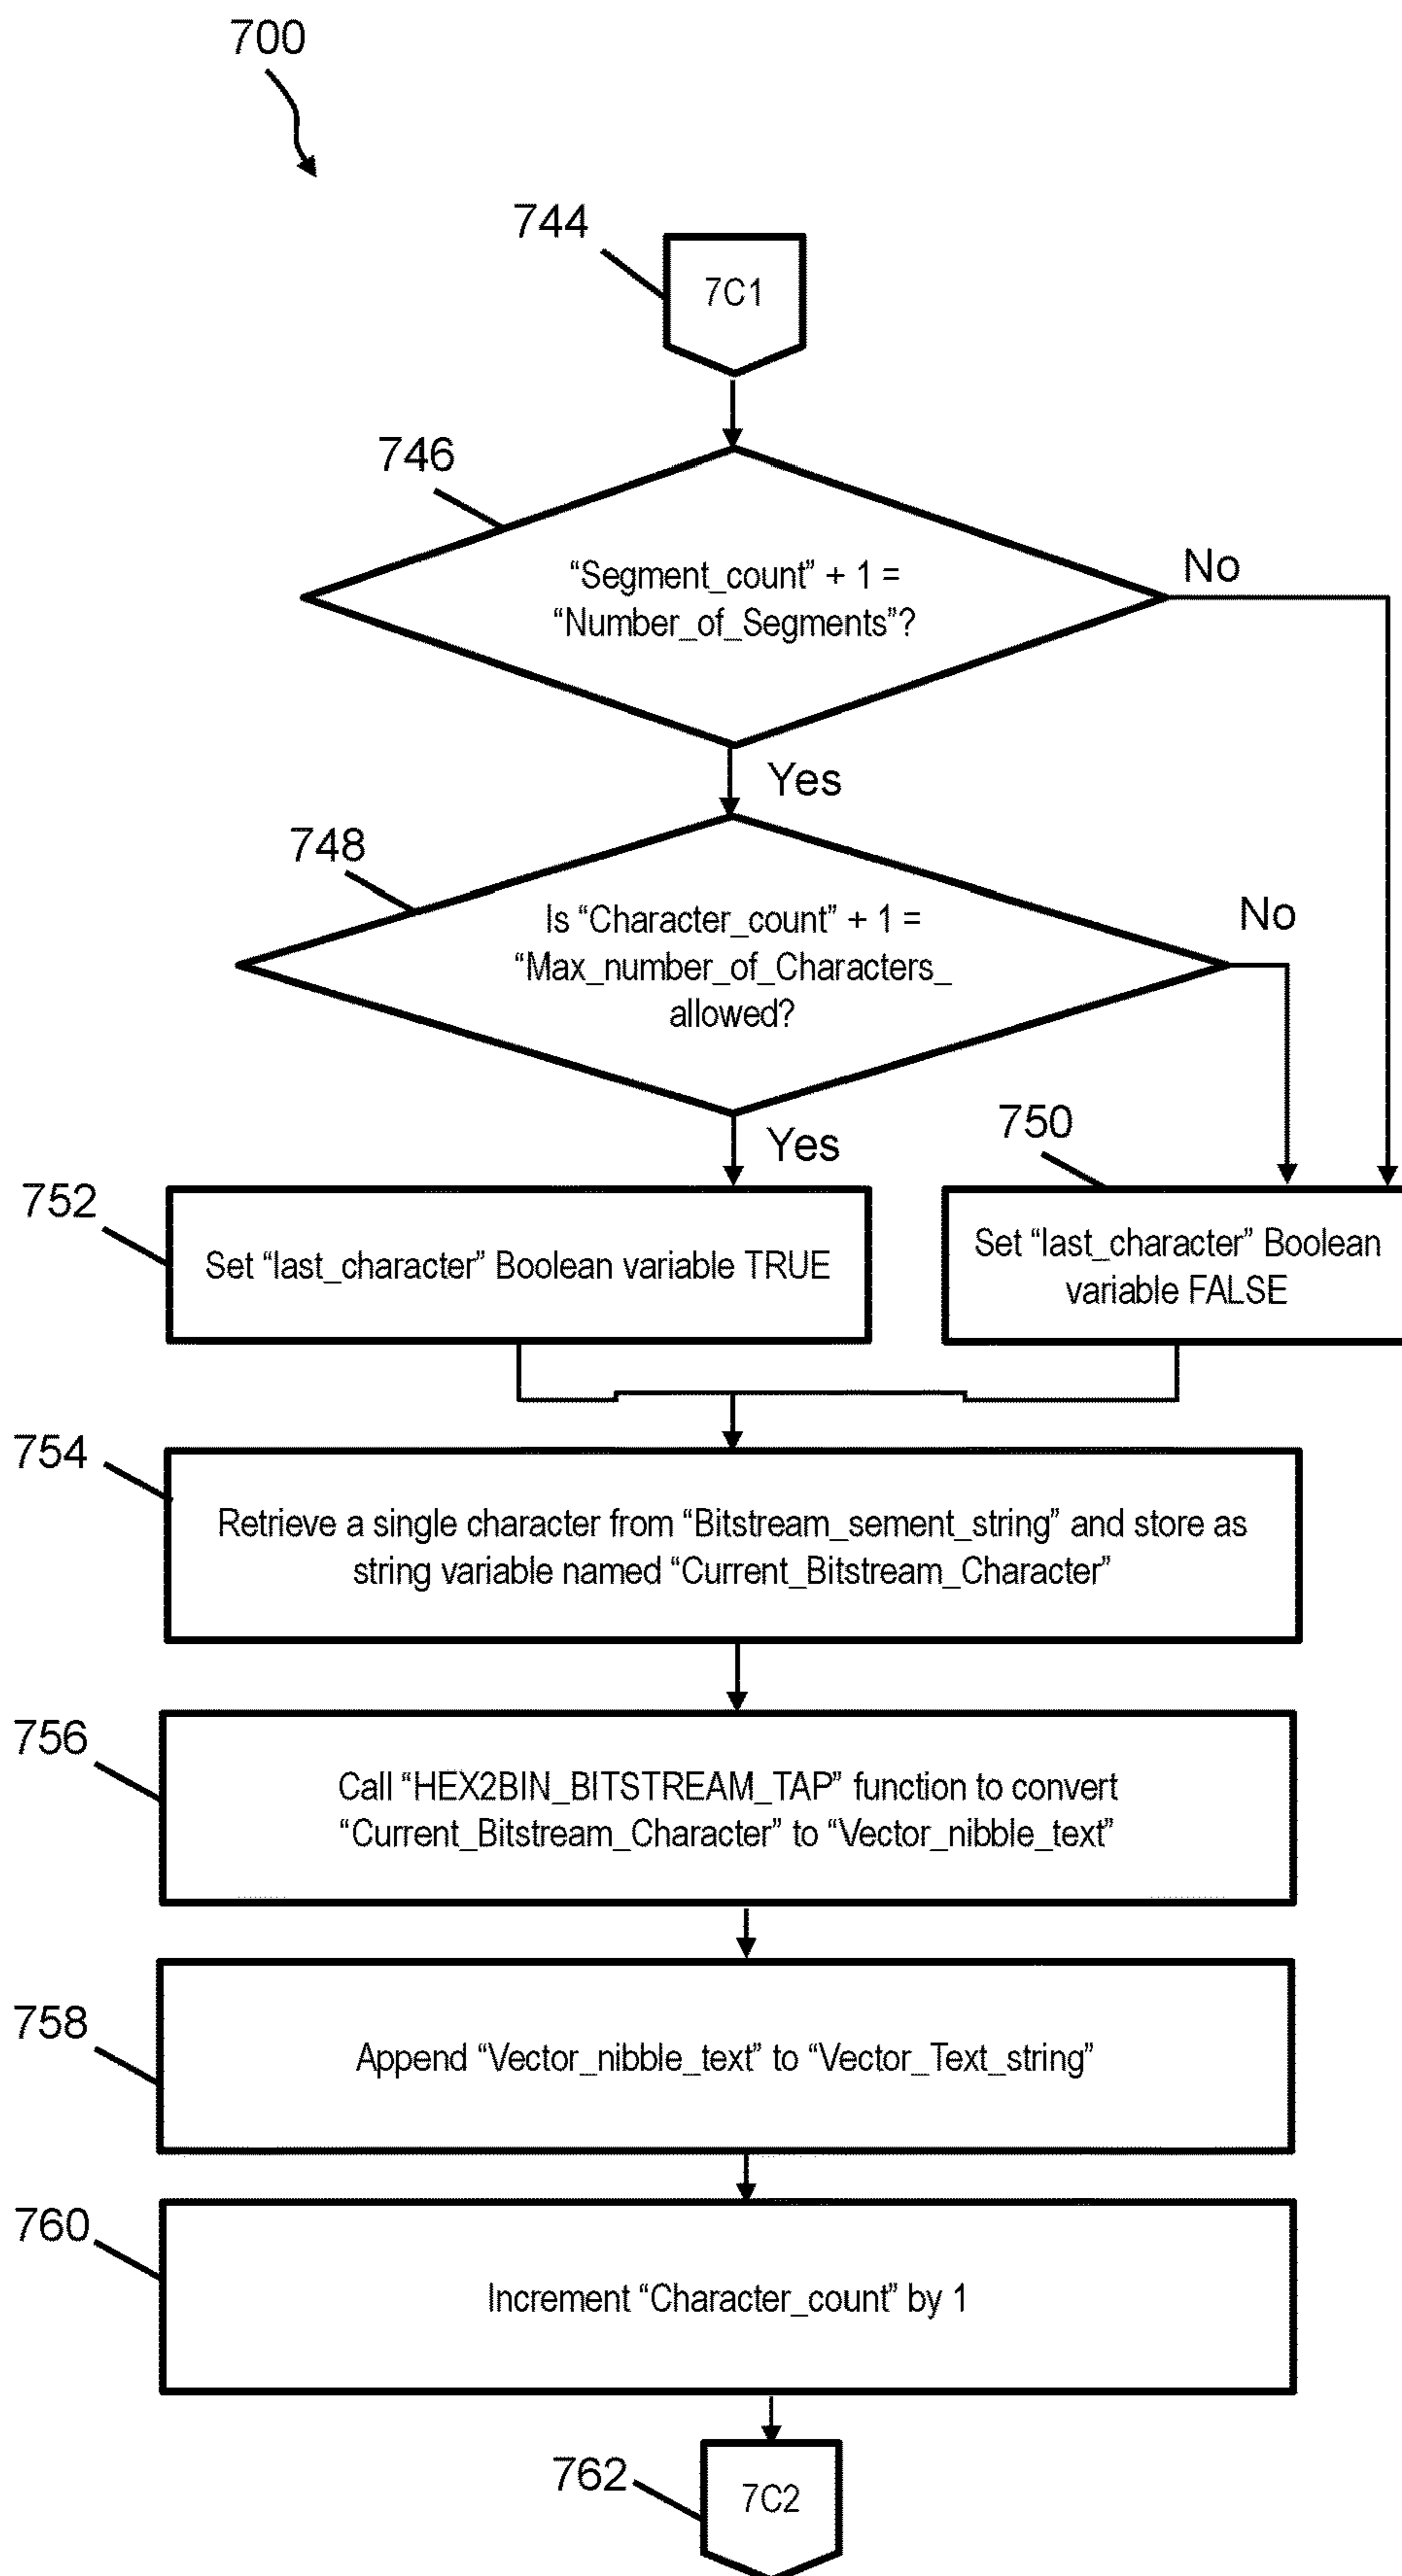 700
744
7C1
746
“Segment_count” + 1 =
“Number_of_Segments”?
No
Yes
748
Is “Character_count” + 1 =
“Max_number_of_Characters_
allowed?
No
Yes
750
752
Set “last_character” Boolean variable TRUE
Set “last_character” Boolean
variable FALSE
754
Retrieve a single character from “Bitstream_sement_string” and store as
string variable named “Current_Bitstream_Character”
756
Call “HEX2BIN_BITSTREAM_TAP” function to convert
“Current_Bitstream_Character” to “Vector_nibble_text”
758
Append “Vector_nibble_text” to “Vector_Text_string”
760
Increment “Character_count” by 1
762
7C2